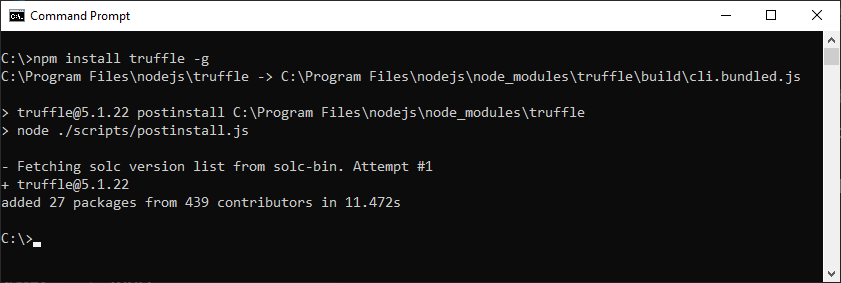 Command Prompt
C:\>npm install truffle -g
C:\Program Files\nodejs\truffle -> C:\Program Files\nodejs\node_modules\truffle\build\cli.bundled.js
> truffle@5.1.22 postinstall C:\Program Files\nodejs\node_modules\truffle
> node ./scripts/postinstall.js
- Fetching solc version list from solc-bin. Attempt #1
+ truffle@5.1.22
added 27 packages from 439 contributors in 11.472s
C:\>